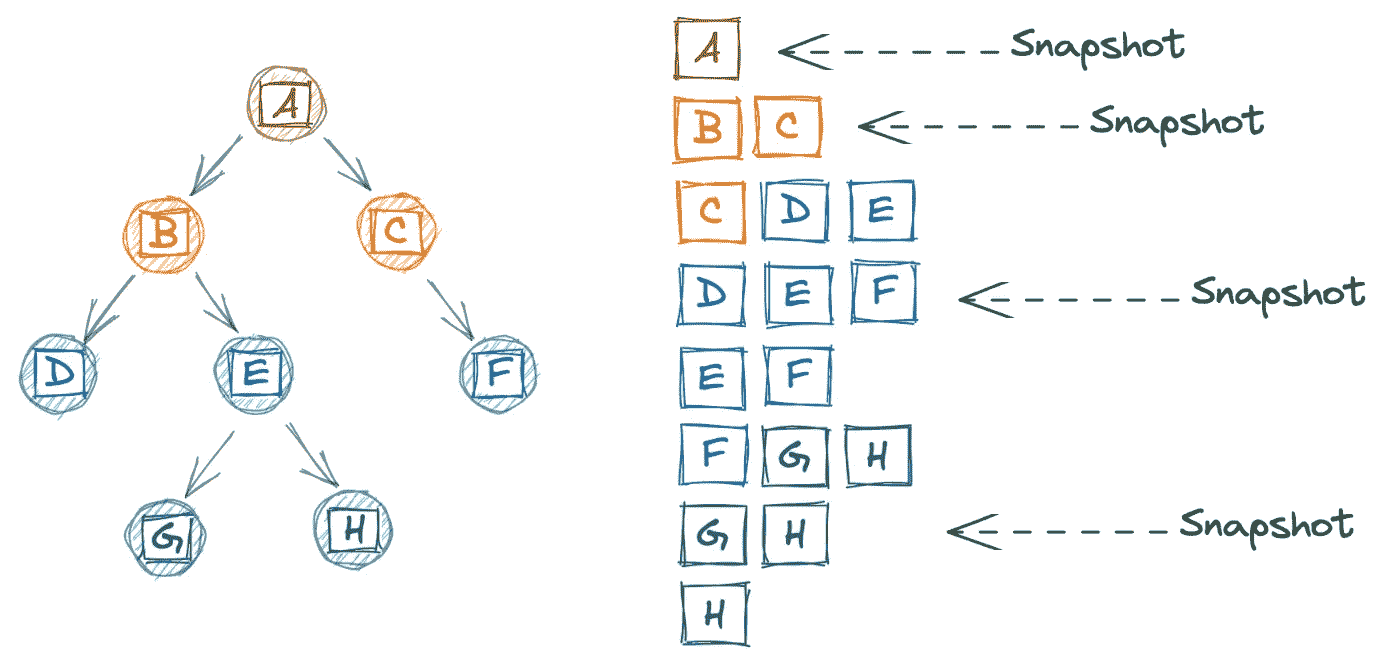 A
B C
D E F
G H
A Snapshot
B C Snapshot
C D E
D E F Snapshot
E F
F G H
G H Snapshot
H